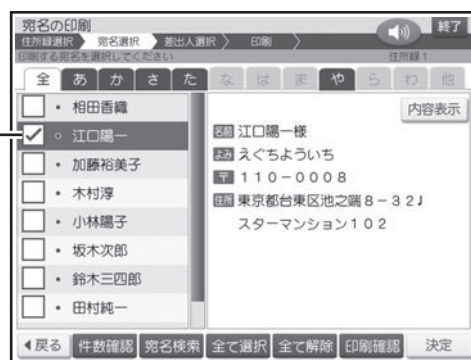 宛名の印刷
終了
住所録選択 宛名選択 差出人選択 印刷
印刷する宛名を選択してください 住所録1
全 あ か さ た な は ま や ら わ 他
・ 相田香織
○ 江口陽一
・ 加藤裕美子
・ 木村淳
・ 小林陽子
・ 坂木次郎
・ 鈴木三四郎
・ 田村純一
内容表示
名前 江口陽一様
よみ えぐちよういち
〒 110-0008
住所 東京都台東区池之端8-32♩
スターマンション102
戻る 件数確認 宛名検索 全て選択 全て解除 印刷確認 決定